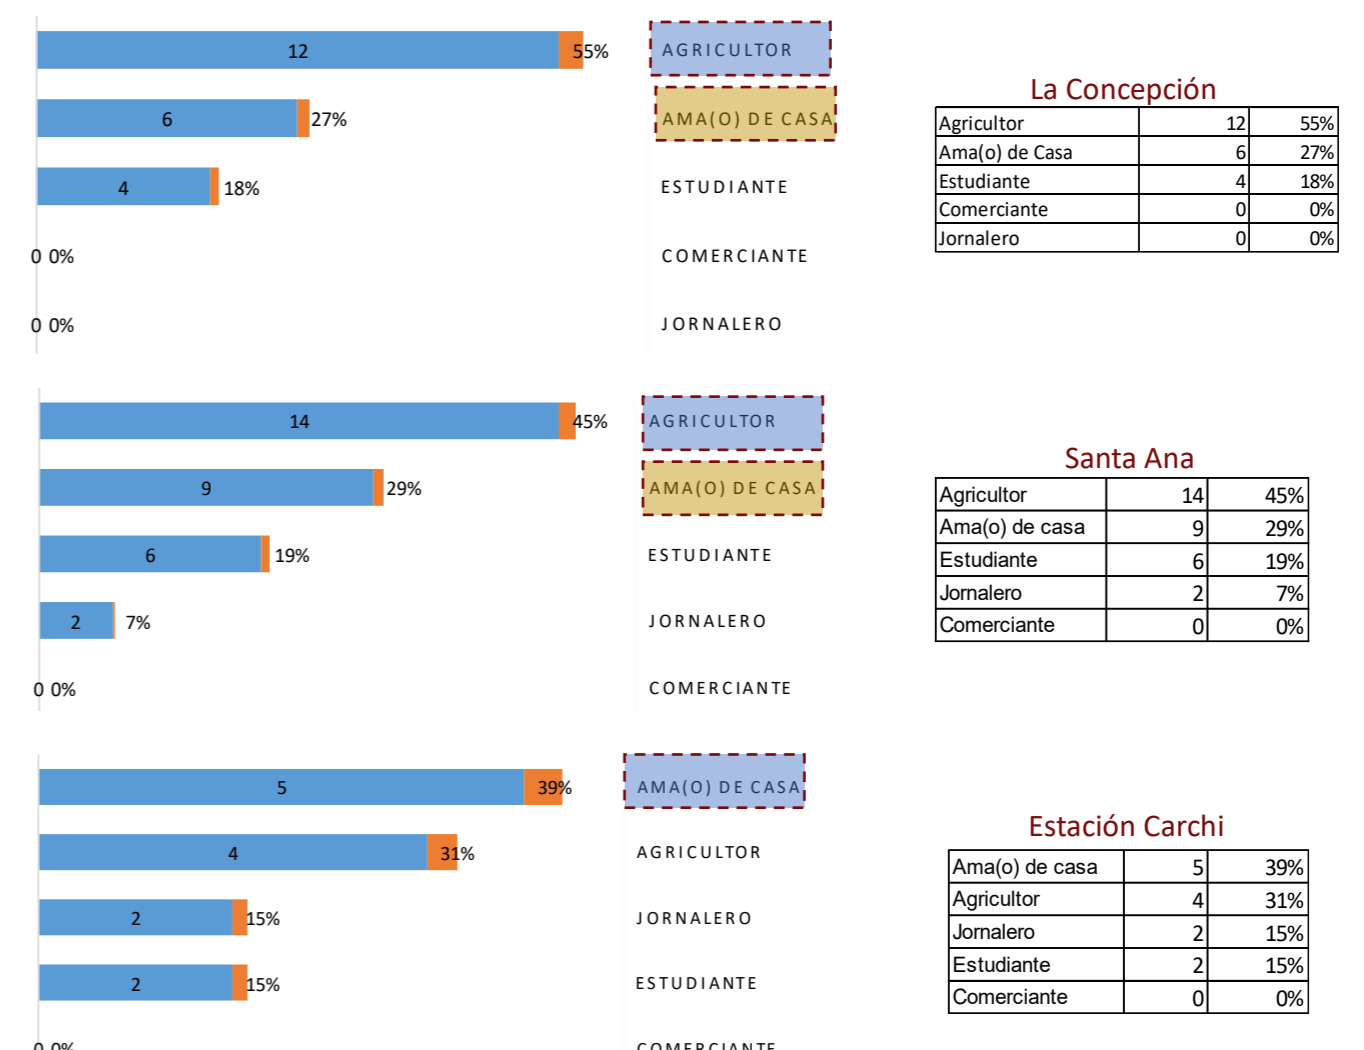 12 55% AGRICULTOR
6 27% AMA(O) DE CASA
4 18% ESTUDIANTE
0 0% COMERCIANTE
0 0% JORNALERO
La Concepción
Agricultor 12 55%
Ama(o) de Casa 6 27%
Estudiante 4 18%
Comerciante 0 0%
Jornalero 0 0%
14 45% AGRICULTOR
9 29% AMA(O) DE CASA
6 19% ESTUDIANTE
2 7% JORNALERO
0 0% COMERCIANTE
Santa Ana
Agricultor 14 45%
Ama(o) de casa 9 29%
Estudiante 6 19%
Jornalero 2 7%
Comerciante 0 0%
5 39% AMA(O) DE CASA
4 31% AGRICULTOR
2 15% JORNALERO
2 15% ESTUDIANTE
0 0% COMERCIANTE
Estación Carchi
Ama(o) de casa 5 39%
Agricultor 4 31%
Jornalero 2 15%
Estudiante 2 15%
Comerciante 0 0%